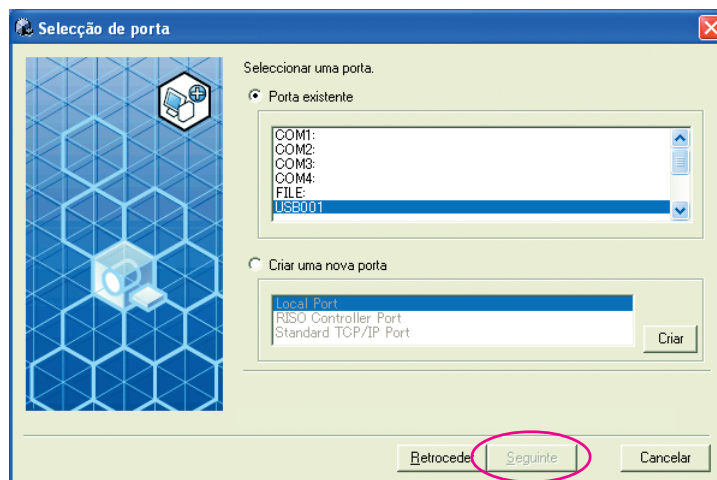 Selecção de porta
Seleccionar uma porta.
Porta existente
COM1:
COM2:
COM3:
COM4:
FILE:
USB001
Criar uma nova porta
Local Port
RISO Controller Port
Standard TCP/IP Port
Criar
Retroceder
Seguinte
Cancelar